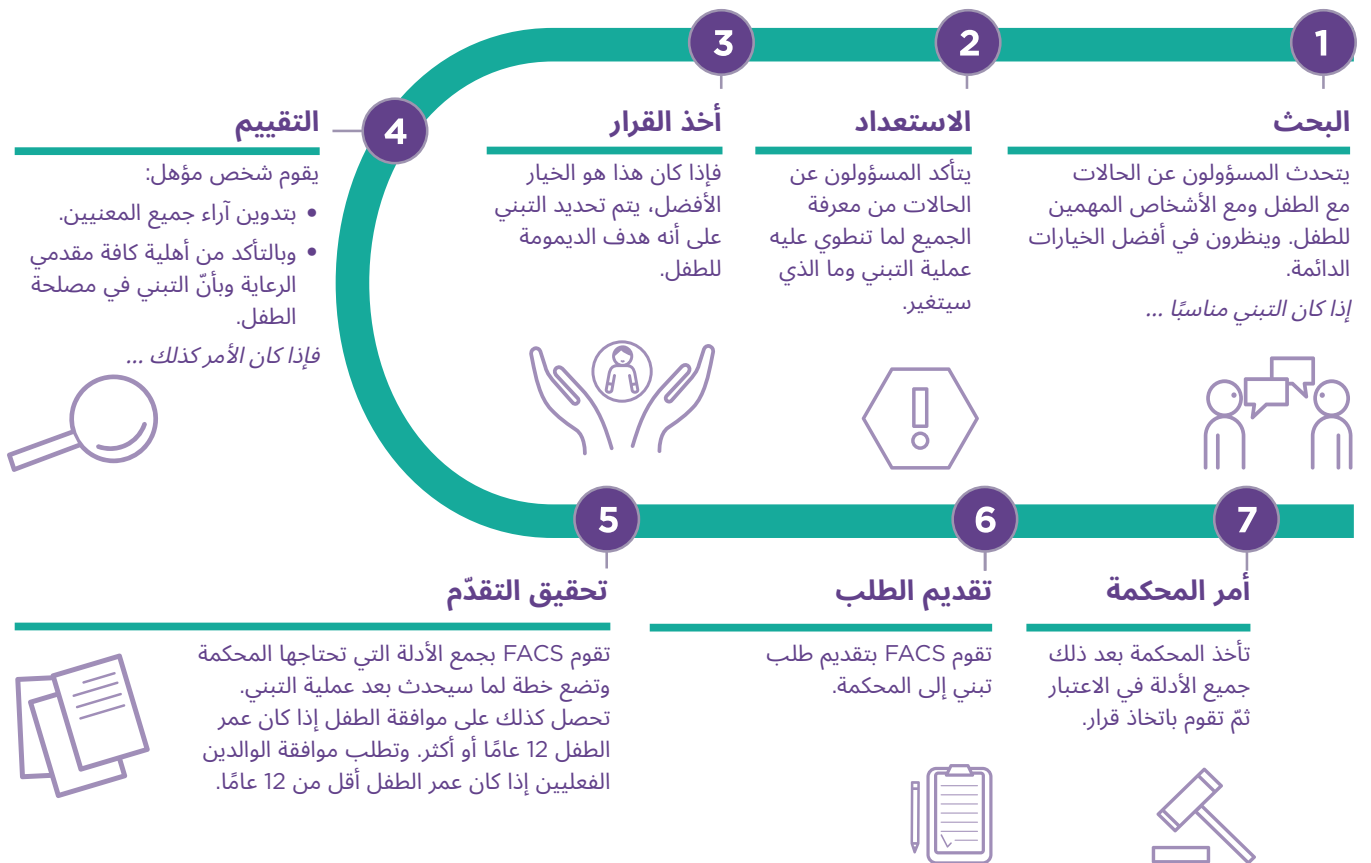 1
البحث
يتحدث المسؤولون عن الحالات
مع الطفل ومع الأشخاص المهمين
للطفل. وينظرون في أفضل الخيارات
الدائمة.
إذا كان التبني مناسبًا ...
2
الاستعداد
يتأكد المسؤولون عن
الحالات من معرفة
الجميع لما تنطوي عليه
عملية التبني وما الذي
سيتغير.
3
أخذ القرار
فإذا كان هذا هو الخيار
الأفضل، يتم تحديد التبني
على أنه هدف الديمومة
للطفل.
4
التقييم
يقوم شخص مؤهل:
• بتدوين آراء جميع المعنيين.
• وبالتأكد من أهلية كافة مقدمي
الرعاية وبأنّ التبني في مصلحة
الطفل.
فإذا كان الأمر كذلك ...
5
تحقيق التقدّم
تقوم FACS بجمع الأدلة التي تحتاجها المحكمة
وتضع خطة لما سيحدث بعد عملية التبني.
تحصل كذلك على موافقة الطفل إذا كان عمر
الطفل 12 عامًا أو أكثر. وتطلب موافقة الوالدين
الفعليين إذا كان عمر الطفل أقل من 12 عامًا.
6
تقديم الطلب
تقوم FACS بتقديم طلب
تبني إلى المحكمة.
7
أمر المحكمة
تأخذ المحكمة بعد ذلك
جميع الأدلة في الاعتبار
ثمّ تقوم باتخاذ قرار.